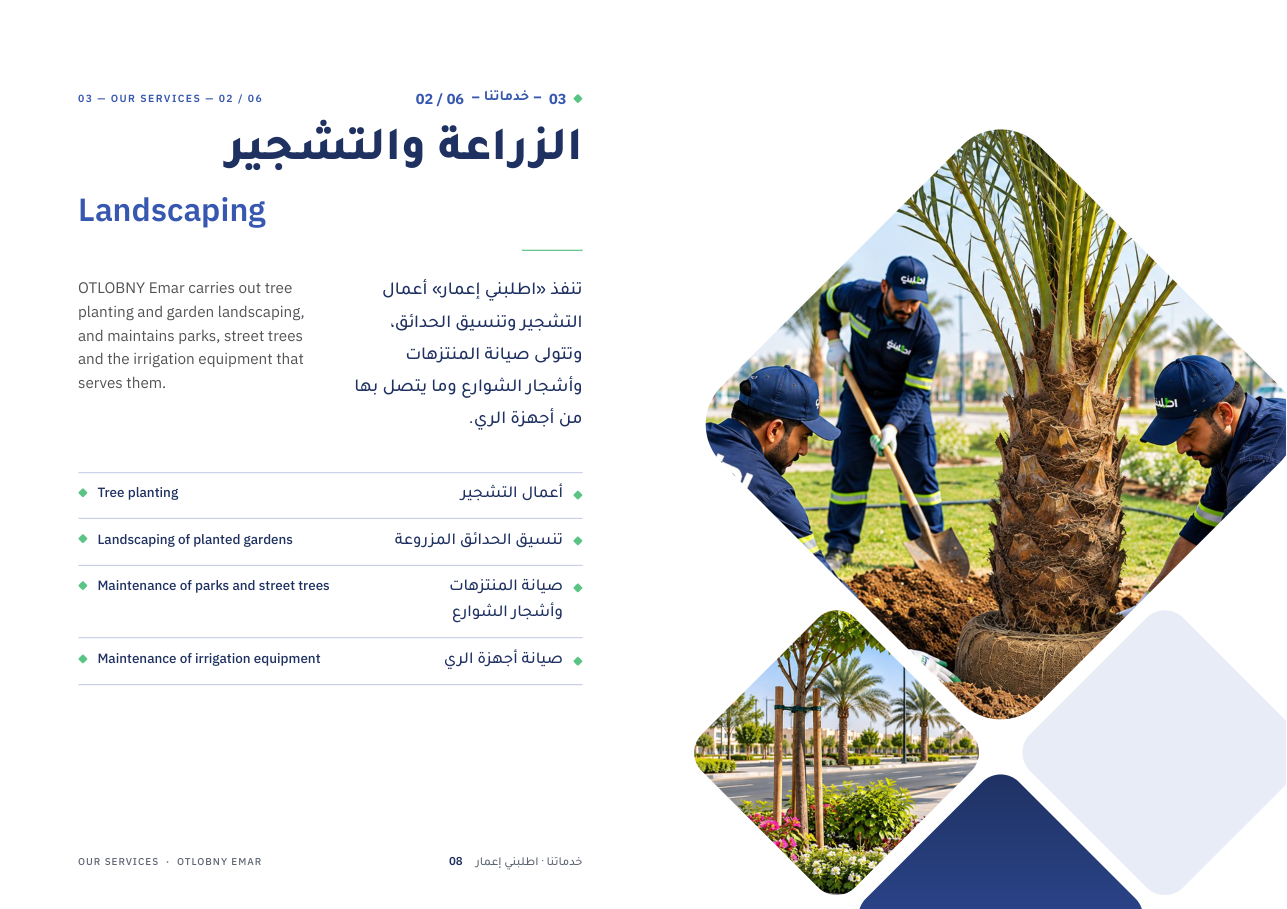 03 — OUR SERVICES — 02 / 06
03 – خدماتنا – 02 / 06
الزراعة والتشجير
Landscaping
OTLOBNY Emar carries out tree
planting and garden landscaping,
and maintains parks, street trees
and the irrigation equipment that
serves them.
تنفذ «اطلبني إعمار» أعمال
التشجير وتنسيق الحدائق،
وتتولى صيانة المنتزهات
وأشجار الشوارع وما يتصل بها
من أجهزة الري.
Tree planting
أعمال التشجير
Landscaping of planted gardens
تنسيق الحدائق المزروعة
Maintenance of parks and street trees
صيانة المنتزهات
وأشجار الشوارع
Maintenance of irrigation equipment
صيانة أجهزة الري
اطلبني
اطلبني
اطلبني
OUR SERVICES · OTLOBNY EMAR
خدماتنا · اطلبني إعمار 08